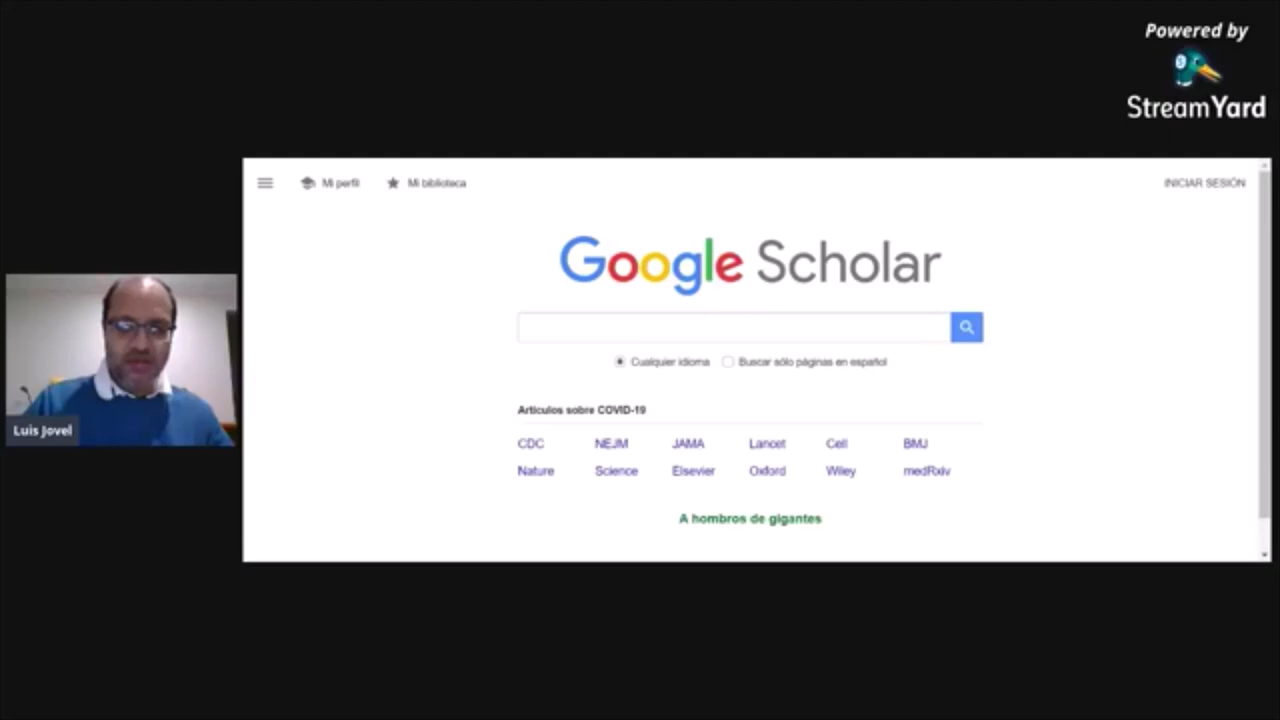 Powered by
StreamYard
Mi perfil
Mi biblioteca
INICIAR SESIÓN
Google Scholar
Cualquier idioma
Buscar sólo páginas en español
Artículos sobre COVID-19
CDC NEJM JAMA Lancet Cell BMJ
Nature Science Elsevier Oxford Wiley medRxiv
A hombros de gigantes
Luis Jovel